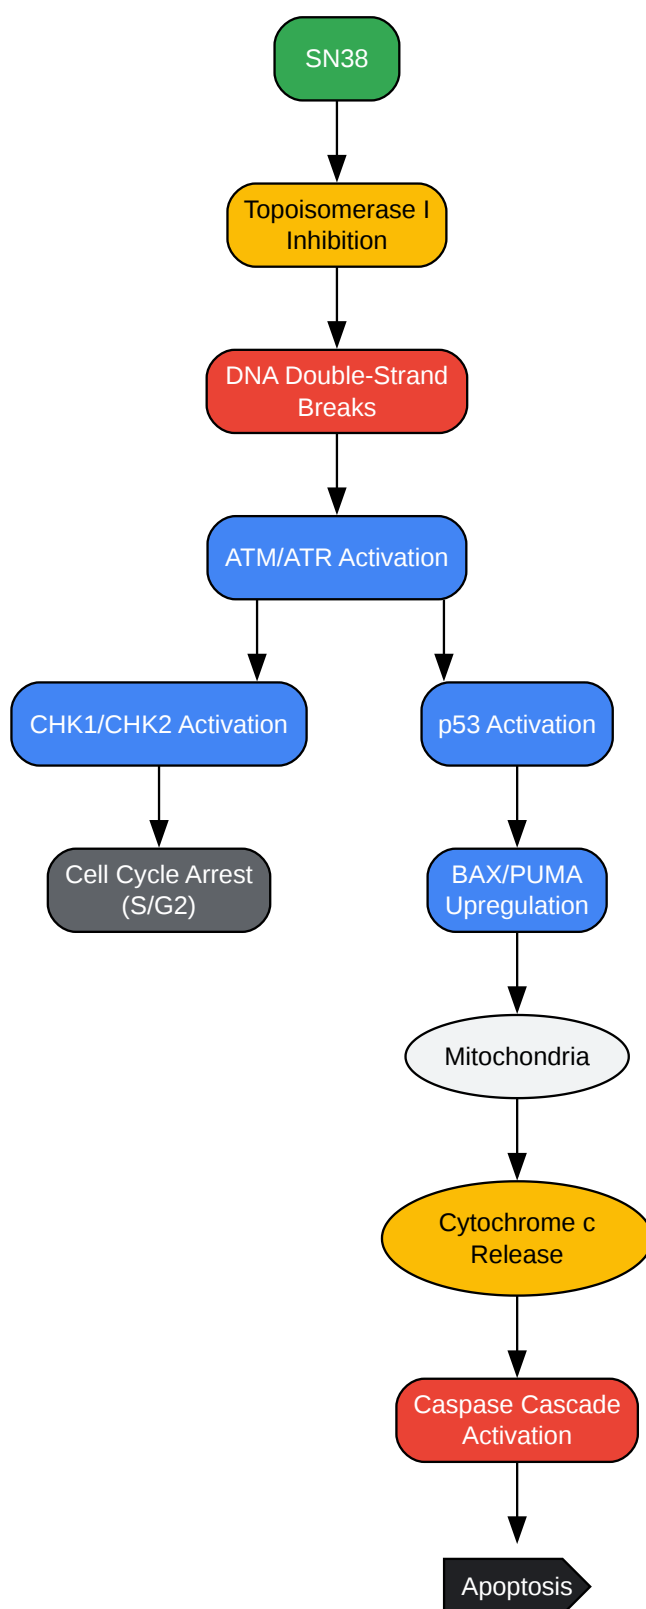 SN38
Topoisomerase I
Inhibition
DNA Double-Strand
Breaks
ATM/ATR Activation
CHK1/CHK2 Activation
p53 Activation
Cell Cycle Arrest
(S/G2)
BAX/PUMA
Upregulation
Mitochondria
Cytochrome c
Release
Caspase Cascade
Activation
Apoptosis